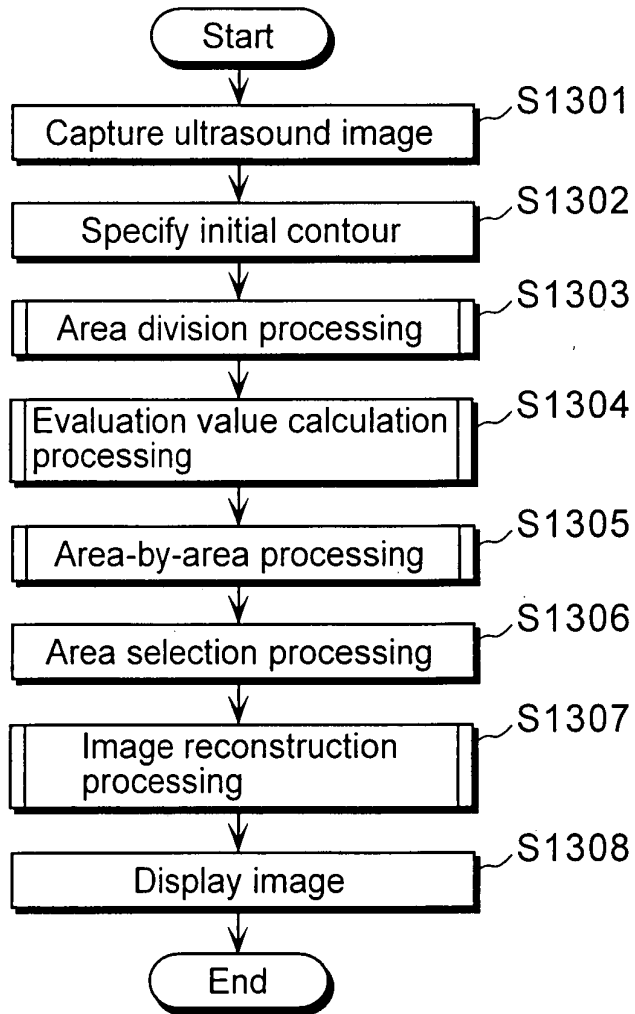 Start
S1301
Capture ultrasound image
S1302
Specify initial contour
S1303
Area division processing
S1304
Evaluation value calculation
processing
S1305
Area-by-area processing
S1306
Area selection processing
S1307
Image reconstruction
processing
S1308
Display image
End